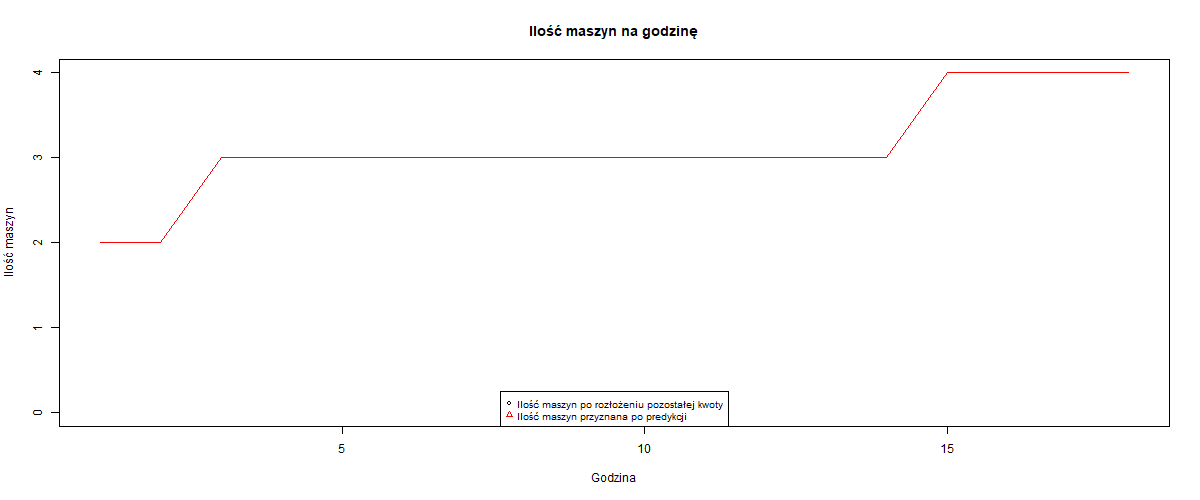 Ilość maszyn na godzinę
4
3
2
1
0
Ilość maszyn
Ilość maszyn po rozłożeniu pozostałej kwoty
Ilość maszyn przyznana po predykcji
5
10
15
Godzina